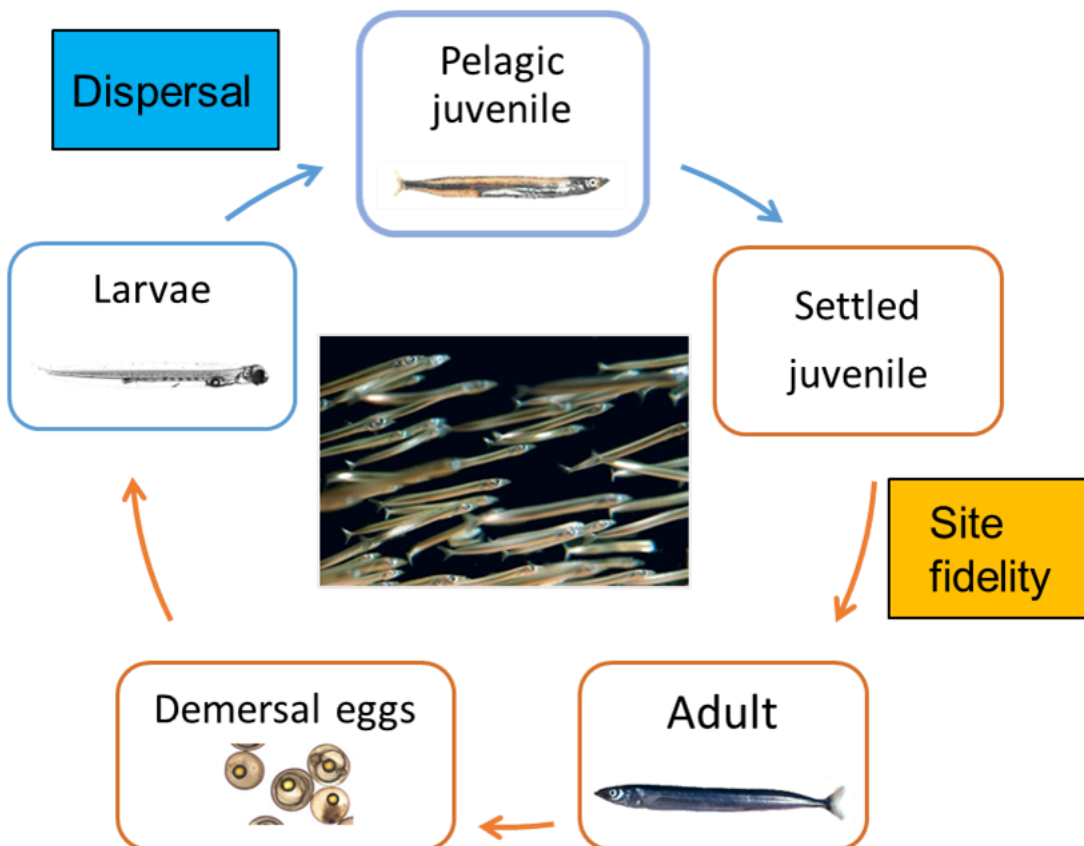 Dispersal
Pelagic
juvenile
Larvae
Settled
juvenile
Site
fidelity
Demersal eggs
Adult